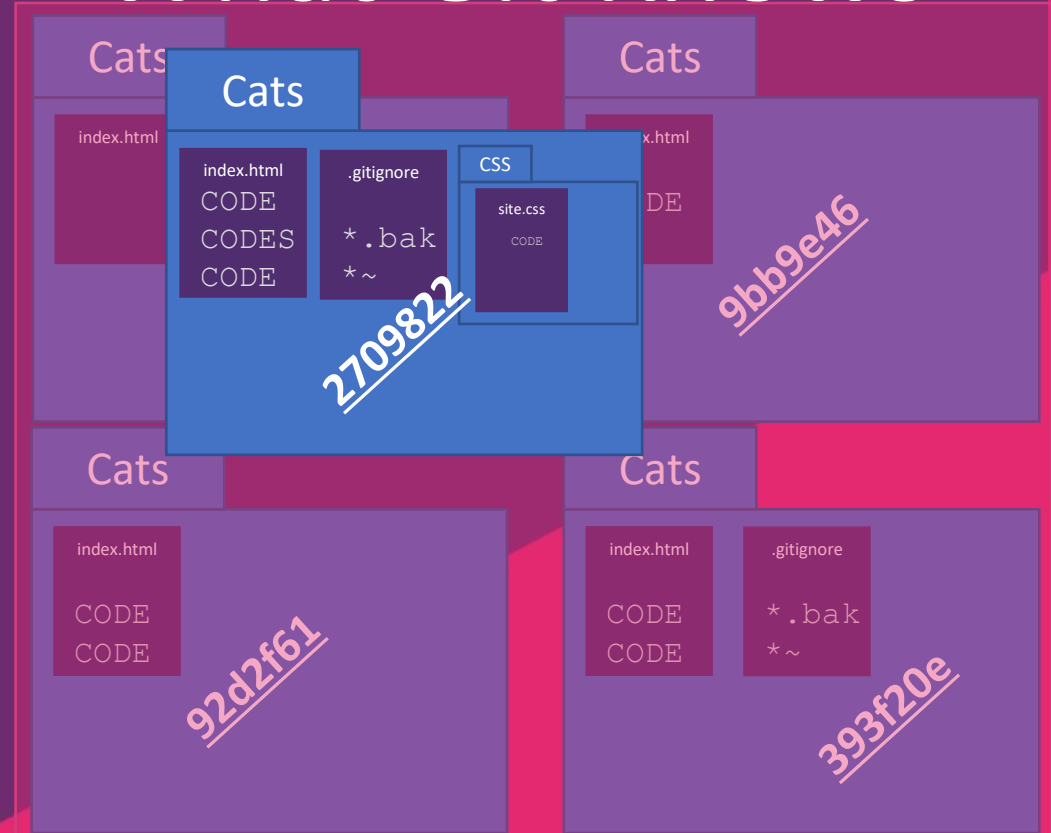 Cats
index.html
Cats
index.html
CODE
CODES
CODE
.gitignore
*.bak
*~
CSS
site.css
CODE
2709822
Cats
x.html
DE
9bb9e46
Cats
index.html
CODE
CODE
92d2f61
Cats
index.html
CODE
CODE
.gitignore
*.bak
*~
393f20e